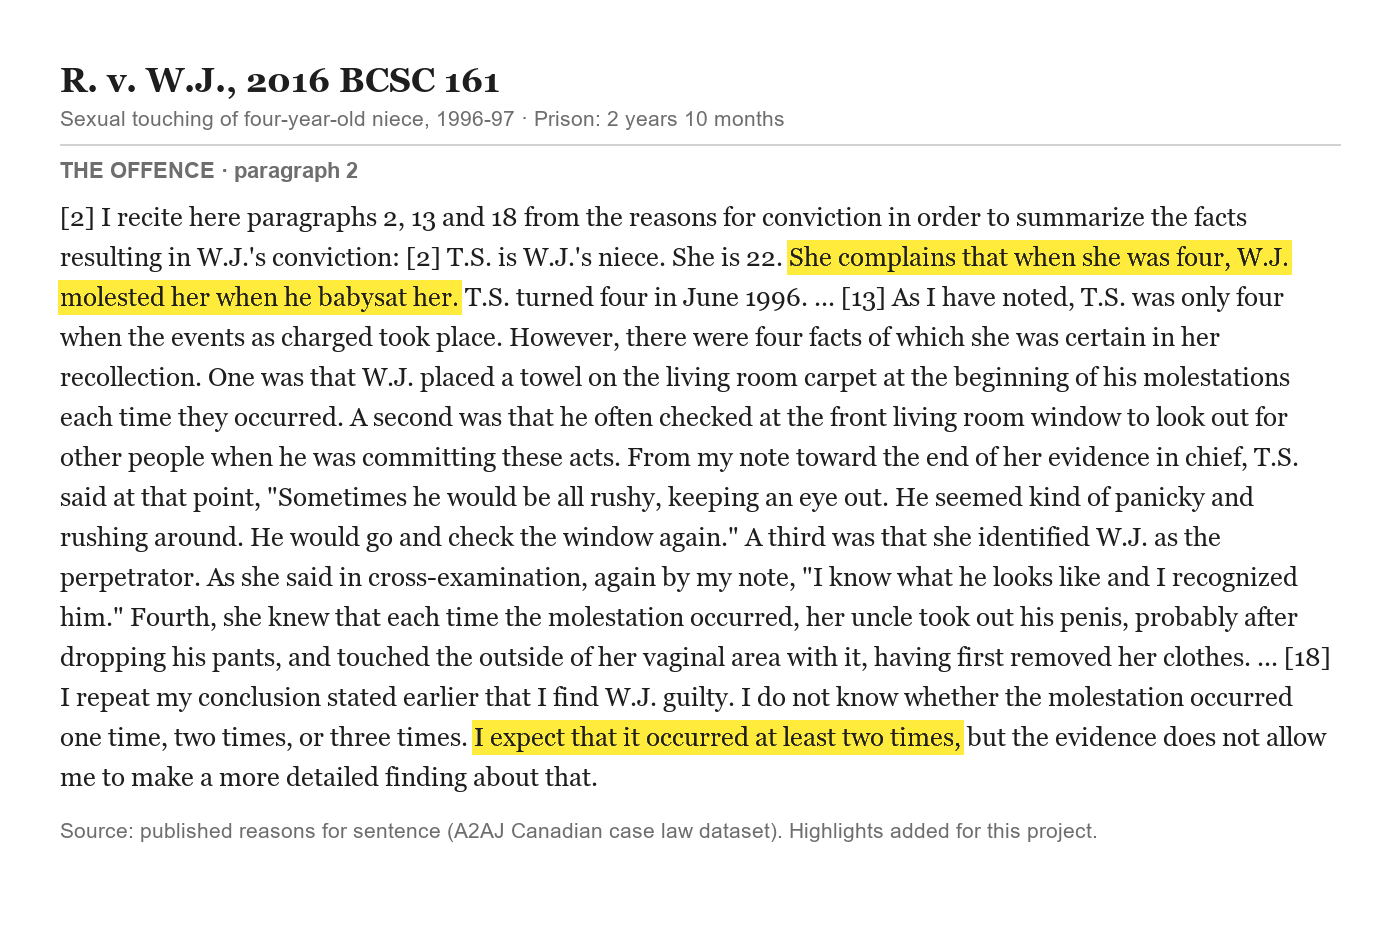 R. v. W.J., 2016 BCSC 161
Sexual touching of four-year-old niece, 1996-97 · Prison: 2 years 10 months
THE OFFENCE · paragraph 2
[2] I recite here paragraphs 2, 13 and 18 from the reasons for conviction in order to summarize the facts
resulting in W.J.'s conviction: [2] T.S. is W.J.'s niece. She is 22. She complains that when she was four, W.J.
molested her when he babysat her. T.S. turned four in June 1996. ... [13] As I have noted, T.S. was only four
when the events as charged took place. However, there were four facts of which she was certain in her
recollection. One was that W.J. placed a towel on the living room carpet at the beginning of his molestations
each time they occurred. A second was that he often checked at the front living room window to look out for
other people when he was committing these acts. From my note toward the end of her evidence in chief, T.S.
said at that point, "Sometimes he would be all rushy, keeping an eye out. He seemed kind of panicky and
rushing around. He would go and check the window again." A third was that she identified W.J. as the
perpetrator. As she said in cross-examination, again by my note, "I know what he looks like and I recognized
him." Fourth, she knew that each time the molestation occurred, her uncle took out his penis, probably after
dropping his pants, and touched the outside of her vaginal area with it, having first removed her clothes. ... [18]
I repeat my conclusion stated earlier that I find W.J. guilty. I do not know whether the molestation occurred
one time, two times, or three times. I expect that it occurred at least two times, but the evidence does not allow
me to make a more detailed finding about that.
Source: published reasons for sentence (A2AJ Canadian case law dataset). Highlights added for this project.